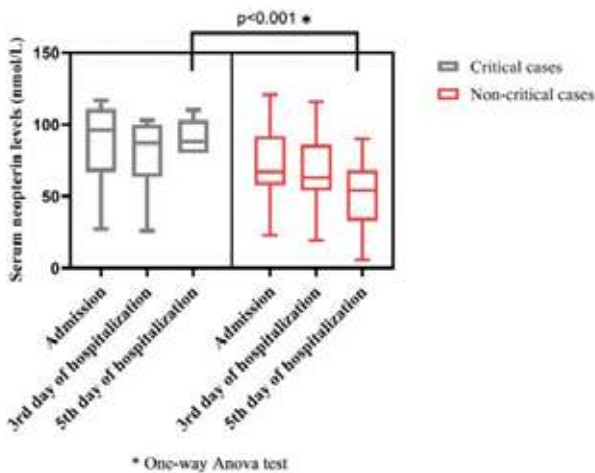 p<0.001 *
Serum neopterin levels (nmol/L)
150
100
50
0
Critical cases
Non-critical cases
Admission
3rd day of hospitalization
5th day of hospitalization
Admission
3rd day of hospitalization
5th day of hospitalization
* One-way Anova test